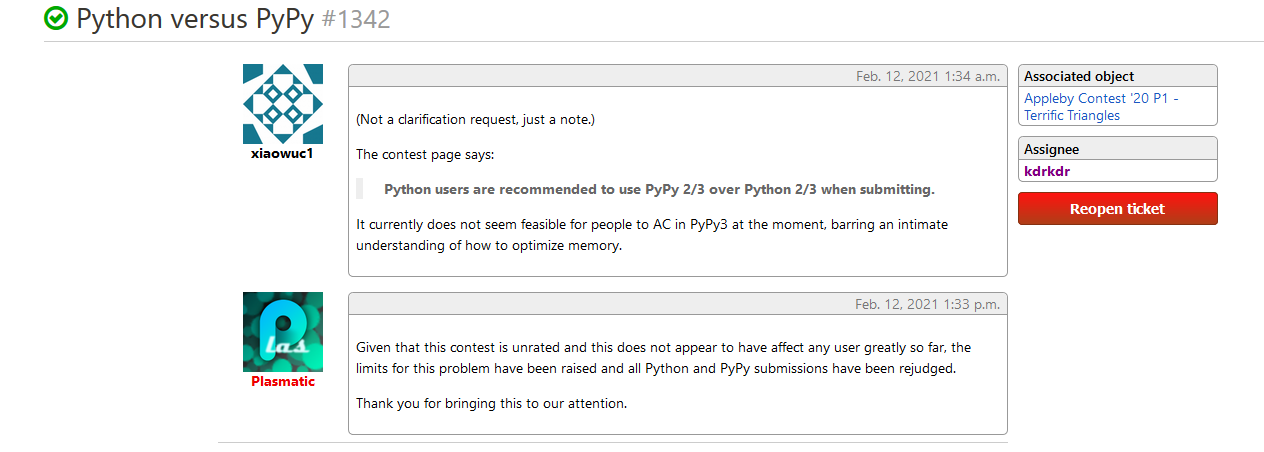 Python versus PyPy #1342
Feb. 12, 2021 1:34 a.m.
(Not a clarification request, just a note.)
The contest page says:
Python users are recommended to use PyPy 2/3 over Python 2/3 when submitting.
It currently does not seem feasible for people to AC in PyPy3 at the moment, barring an intimate
understanding of how to optimize memory.
xiaowuc1
Associated object
Appleby Contest '20 P1 -
Terrific Triangles
Assignee
kdrkdr
Reopen ticket
Feb. 12, 2021 1:33 p.m.
Plas
Plasmatic
Given that this contest is unrated and this does not appear to have affect any user greatly so far, the
limits for this problem have been raised and all Python and PyPy submissions have been rejudged.
Thank you for bringing this to our attention.